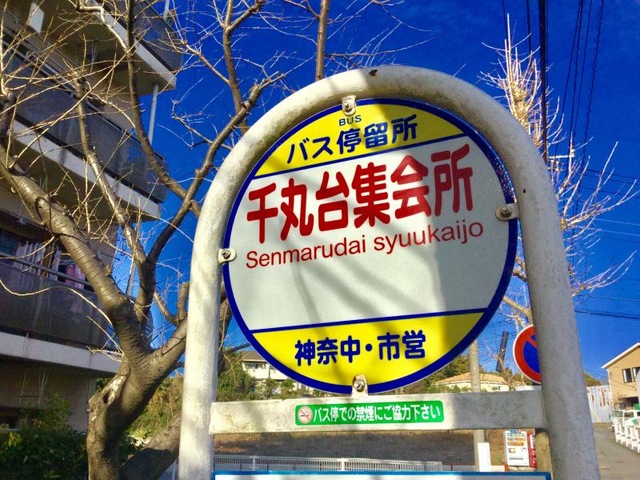 BUS
バス停留所
千丸台集会所
Senmarudai syuukaijo
神奈中・市営
バス停での禁煙にご協力下さい